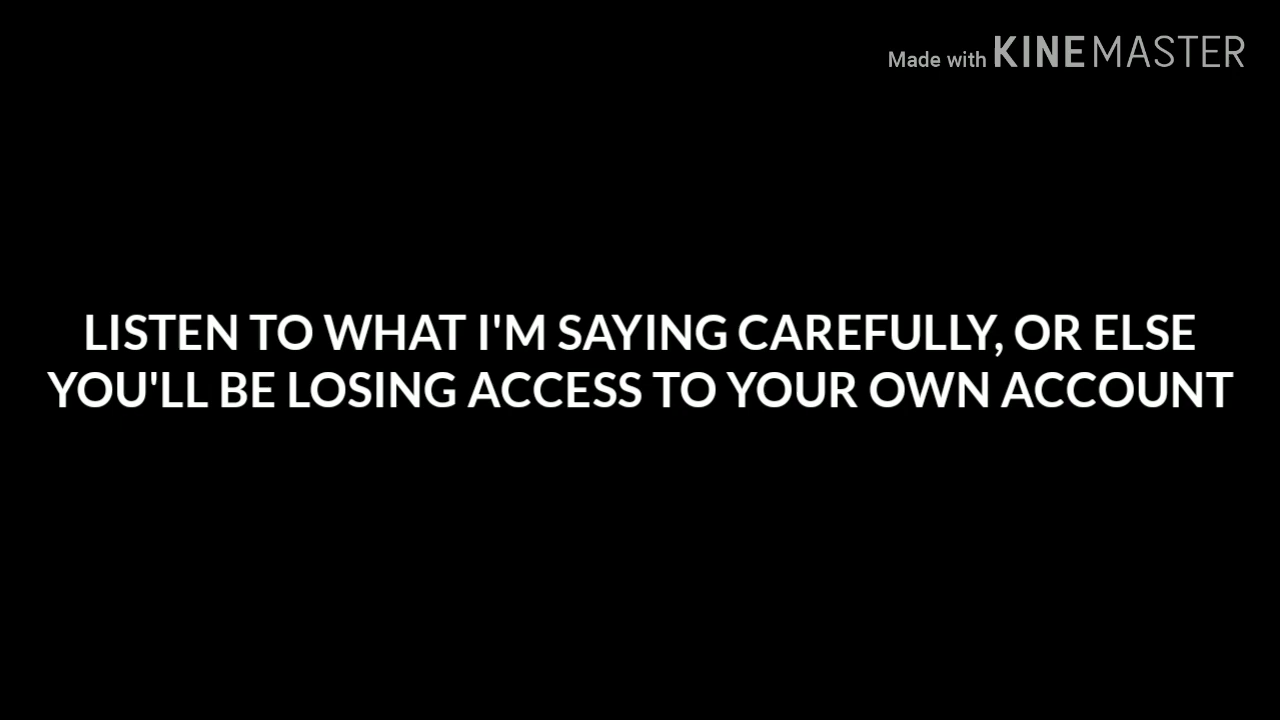 Made with KINEMASTER
LISTEN TO WHAT I'M SAYING CAREFULLY, OR ELSE
YOU'LL BE LOSING ACCESS TO YOUR OWN ACCOUNT